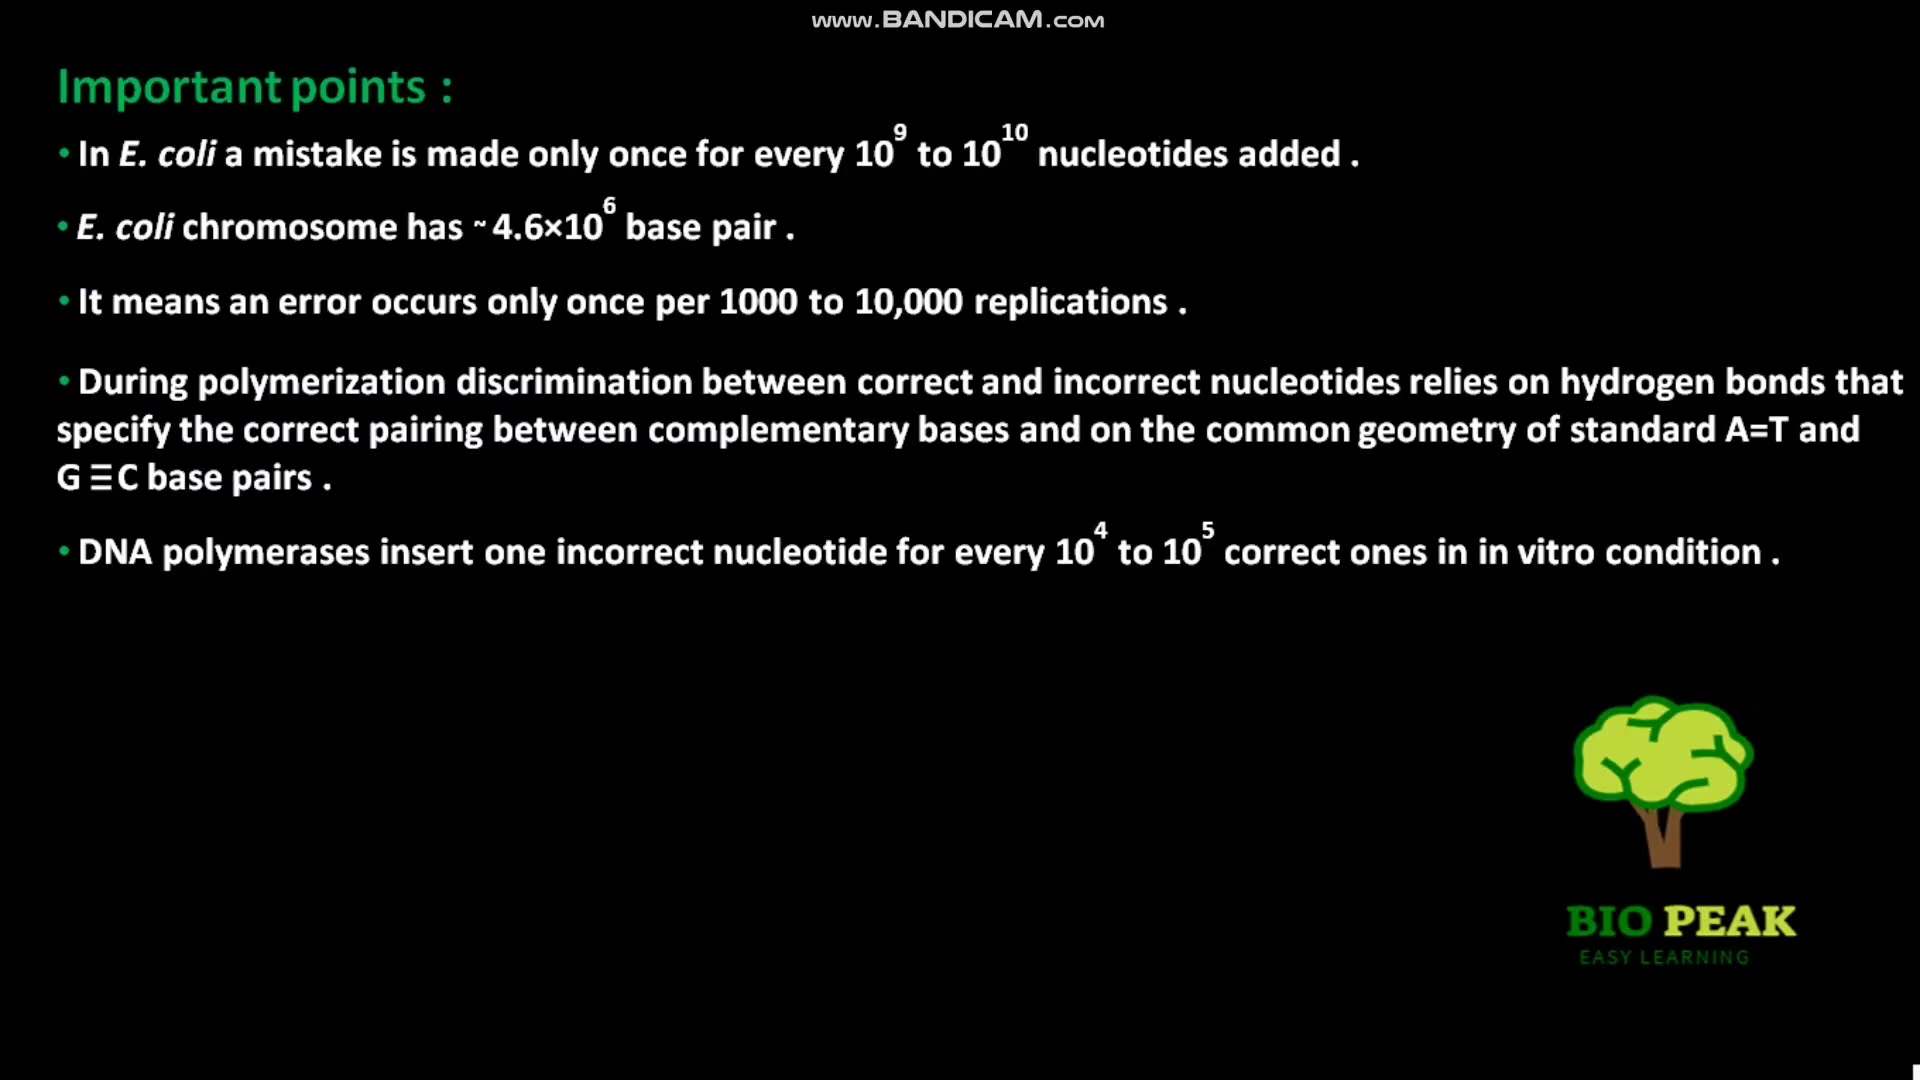 www.BANDICAM.com
Important points :
• In E. coli a mistake is made only once for every 10⁹ to 10¹⁰ nucleotides added .
• E. coli chromosome has ~ 4.6×10⁶ base pair .
• It means an error occurs only once per 1000 to 10,000 replications .
• During polymerization discrimination between correct and incorrect nucleotides relies on hydrogen bonds that
specify the correct pairing between complementary bases and on the common geometry of standard A=T and
G ☰ C base pairs .
• DNA polymerases insert one incorrect nucleotide for every 10⁴ to 10⁵ correct ones in in vitro condition .
BIO PEAK
EASY LEARNING